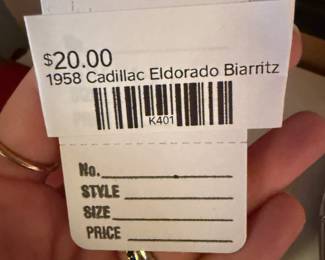 $20.00
1958 Cadillac Eldorado Biarritz
K401
No.
STYLE
SIZE
PRICE